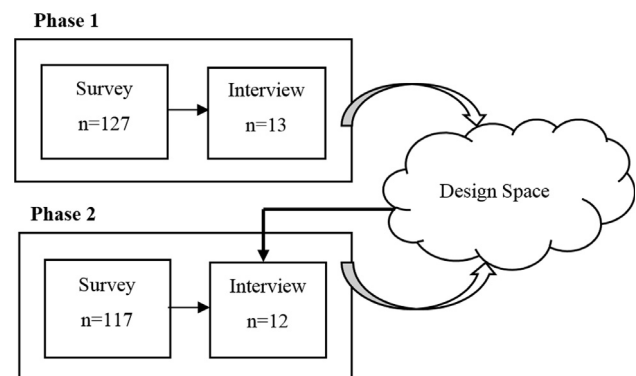 Phase 1
Survey
n=127
Interview
n=13
Design Space
Phase 2
Survey
n=117
Interview
n=12